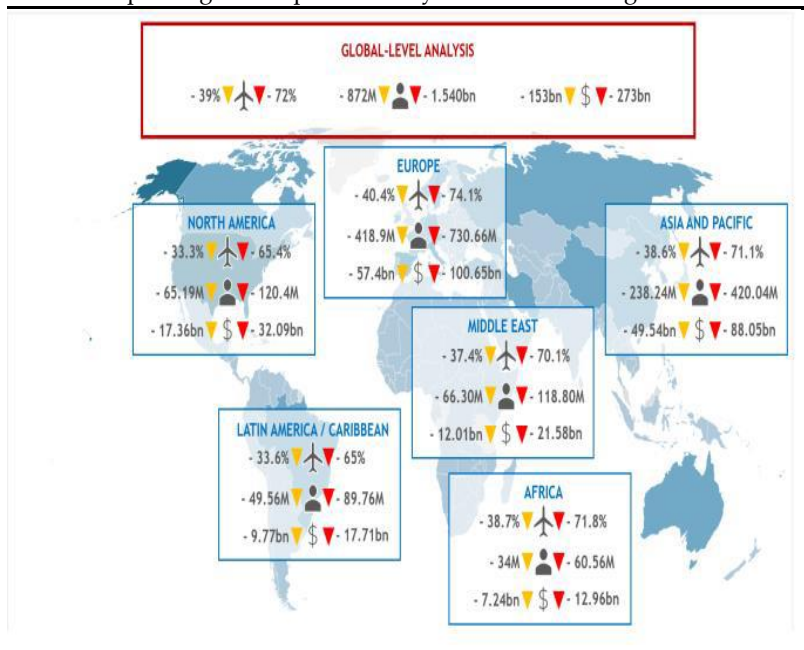 GLOBAL-LEVEL ANALYSIS
- 39% - 72% - 872M - 1.540bn - 153bn $ - 273bn
EUROPE
- 40.4% - 74.1%
- 418.9M - 730.66M
- 57.4bn $ - 100.65bn
NORTH AMERICA
- 33.3% - 65.4%
- 65.19M - 120.4M
- 17.36bn $ - 32.09bn
ASIA AND PACIFIC
- 38.6% - 71.1%
- 238.24M - 420.04M
- 49.54bn $ - 88.05bn
MIDDLE EAST
- 37.4% - 70.1%
- 66.30M - 118.80M
- 12.01bn $ - 21.58bn
LATIN AMERICA / CARIBBEAN
- 33.6% - 65%
- 49.56M - 89.76M
- 9.77bn $ - 17.71bn
AFRICA
- 38.7% - 71.8%
- 34M - 60.56M
- 7.24bn $ - 12.96bn